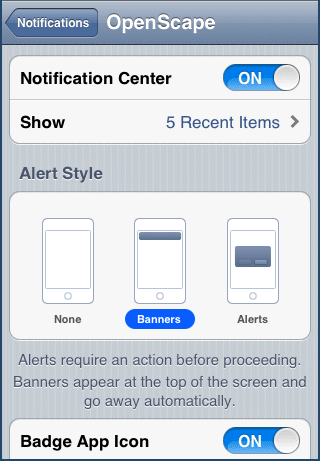 Notifications OpenScape
Notification Center ON
Show 5 Recent Items
Alert Style
None Banners Alerts
Alerts require an action before proceeding.
Banners appear at the top of the screen and
go away automatically.
Badge App Icon ON